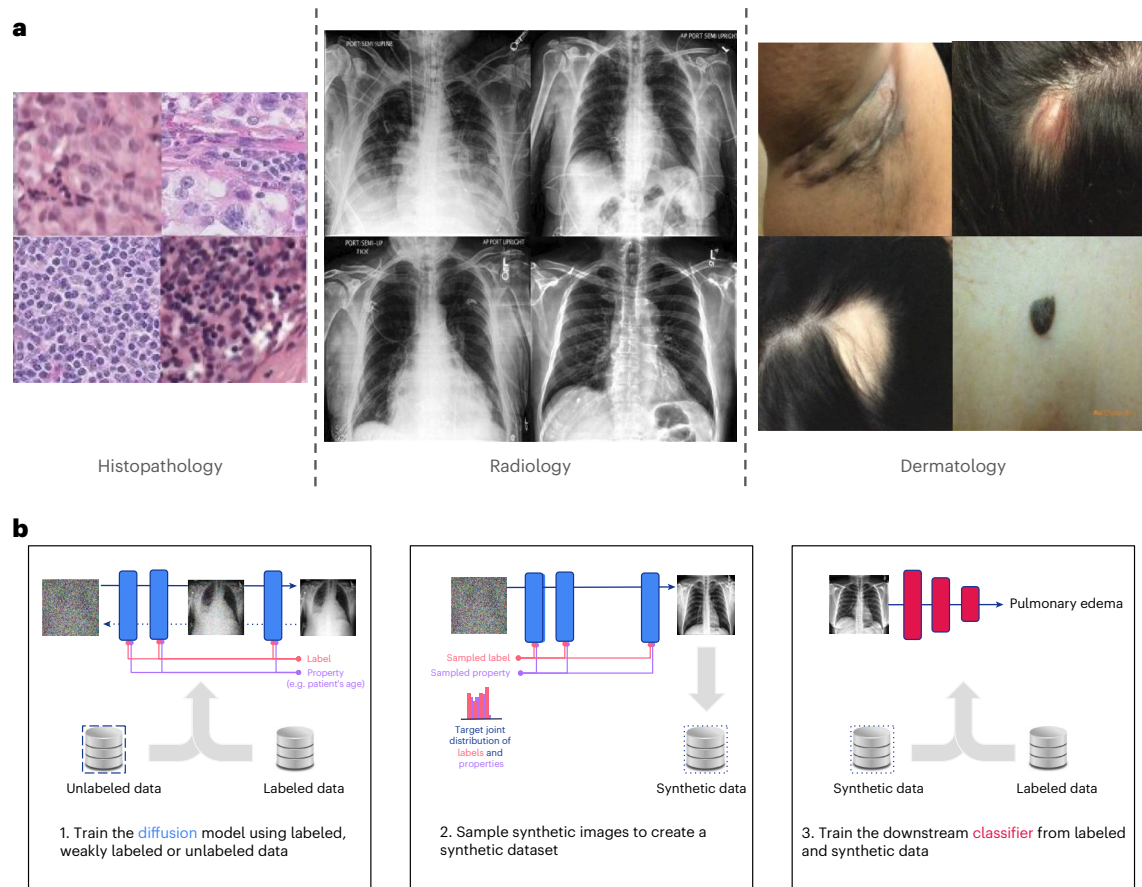 a
PORT SEMI SUPINE
AP PORT SEMI UPRIGHT
PORT SEMI-UP
AP PORT UPRIGHT
Histopathology
Radiology
Dermatology
b
Label
Property
(e.g. patient's age)
Unlabeled data
Labeled data
1. Train the diffusion model using labeled,
weakly labeled or unlabeled data
Sampled label
Sampled property
Target joint
distribution of
labels and
properties
Synthetic data
2. Sample synthetic images to create a
synthetic dataset
Pulmonary edema
Synthetic data
Labeled data
3. Train the downstream classifier from labeled
and synthetic data